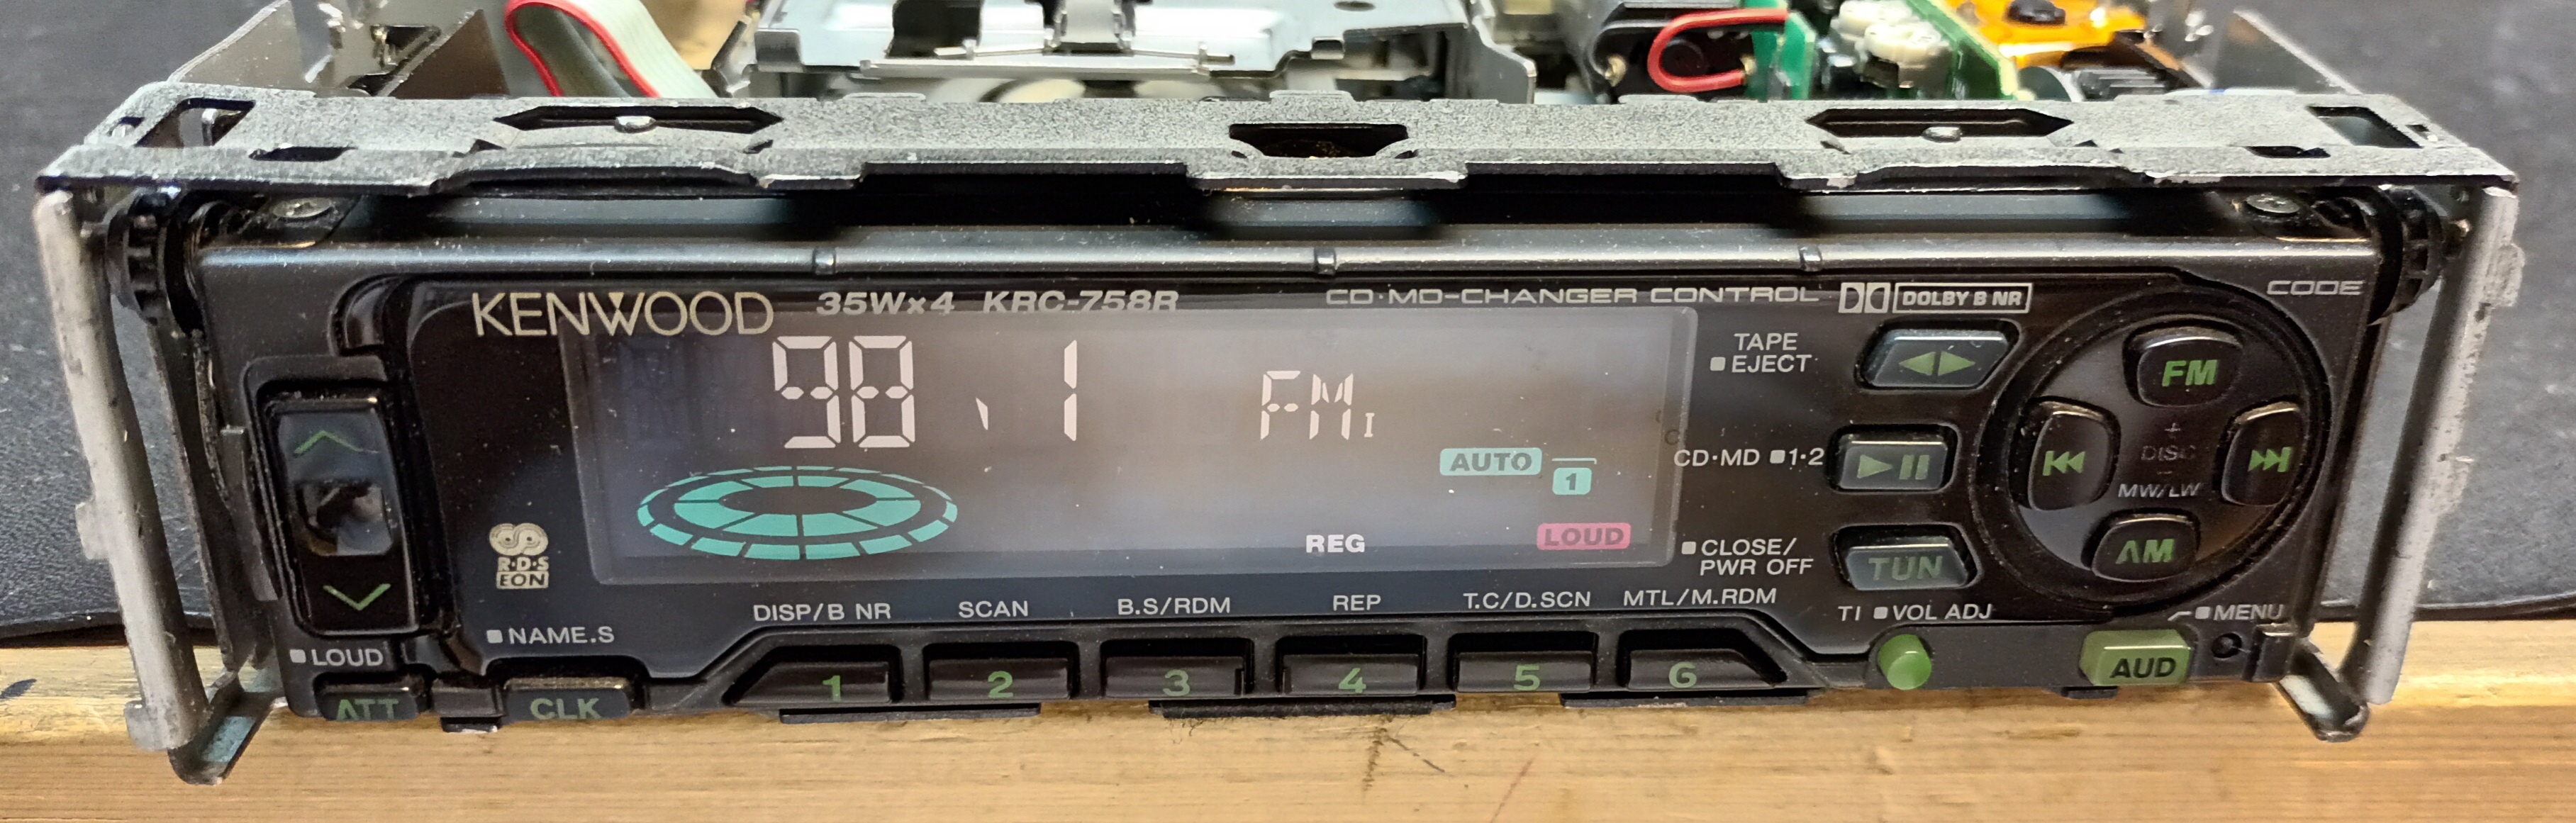 KENWOOD 35W×4 KRC-758R CD·MD-CHANGER CONTROL DOLBY B NR CODE
98.1 FM I
AUTO 1
REG LOUD
R·D·S
EON
TAPE
EJECT
CD·MD 1·2
CLOSE/
PWR OFF
TUN
FM
+
DISC
-
MW/LW
AM
TI VOL ADJ
MENU
AUD
DISP/B NR SCAN B.S/RDM REP T.C/D.SCN MTL/M.RDM
NAME.S
LOUD
ATT CLK 1 2 3 4 5 6